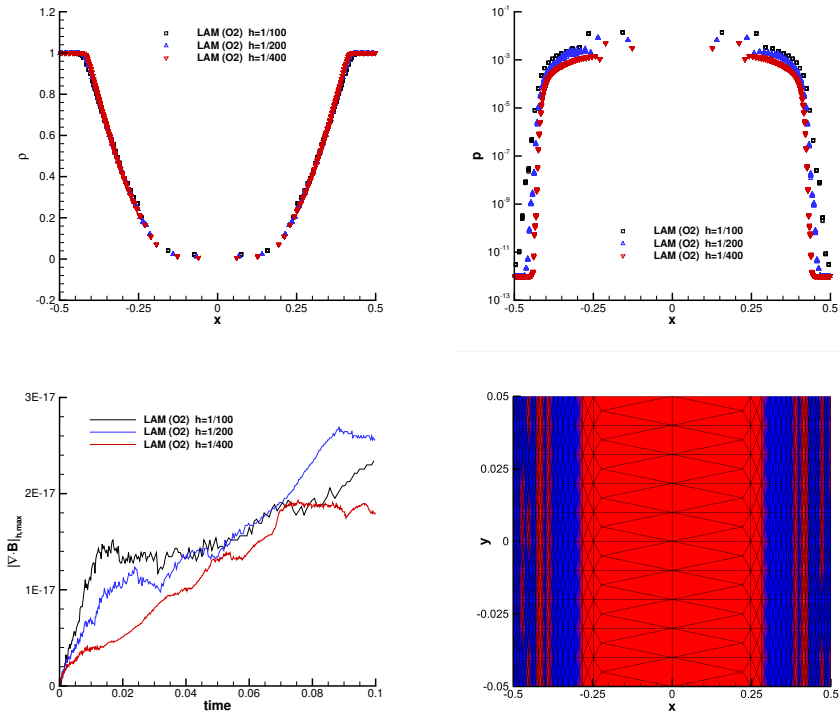 LAM (O2) h=1/100
LAM (O2) h=1/200
LAM (O2) h=1/400
1.2
1
0.8
0.6
0.4
0.2
0
-0.2
ρ
-0.5 -0.25 0 0.25 0.5
x
10⁻¹
10⁻³
10⁻⁵
10⁻⁷
10⁻⁹
10⁻¹¹
10⁻¹³
p
LAM (O2) h=1/100
LAM (O2) h=1/200
LAM (O2) h=1/400
-0.5 -0.25 0 0.25 0.5
x
3E-17
2E-17
1E-17
0
|∇·B|h,max
LAM (O2) h=1/100
LAM (O2) h=1/200
LAM (O2) h=1/400
0 0.02 0.04 0.06 0.08 0.1
time
0.05
0.025
0
-0.025
-0.05
y
-0.5 -0.25 0 0.25 0.5
x